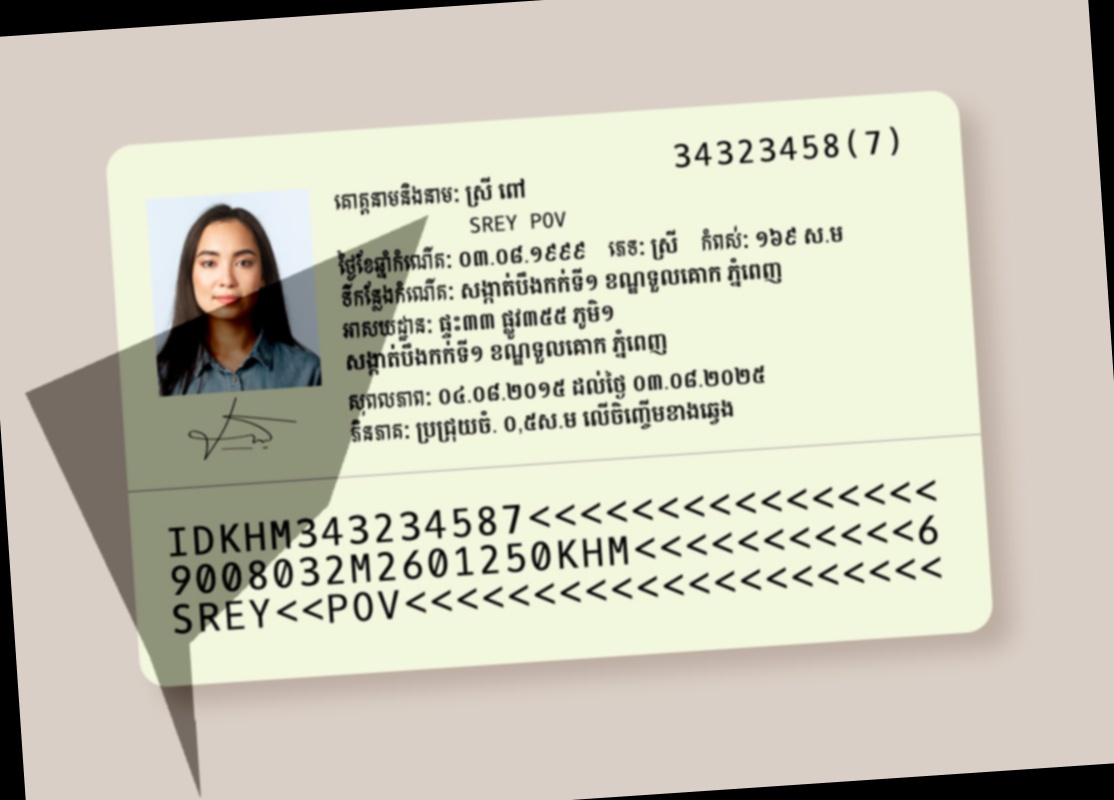 34323458(7)
គោត្តនាមនិងនាម: ស្រី ពៅ
SREY POV
ថ្ងៃខែឆ្នាំកំណើត: ០៣.០៨.១៩៩៩ ភេទ: ស្រី កំពស់: ១៦៩ ស.ម
ទីកន្លែងកំណើត: សង្កាត់បឹងកក់ទី១ ខណ្ឌទួលគោក ភ្នំពេញ
អាសយដ្ឋាន: ផ្ទះ៣៣ ផ្លូវ៣៥៥ ភូមិ១
សង្កាត់បឹងកក់ទី១ ខណ្ឌទួលគោក ភ្នំពេញ
សុពលភាព: ០៤.០៨.២០១៥ ដល់ថ្ងៃ ០៣.០៨.២០២៥
ភិនភាគ: ប្រជ្រុយចំ. ០,៥ស.ម លើចិញ្ចើមខាងឆ្វេង
IDKHM343234587<<<<<<<<<<<<<<<<
9008032M2601250KHM<<<<<<<<<<<6
SREY<<POV<<<<<<<<<<<<<<<<<<<<<